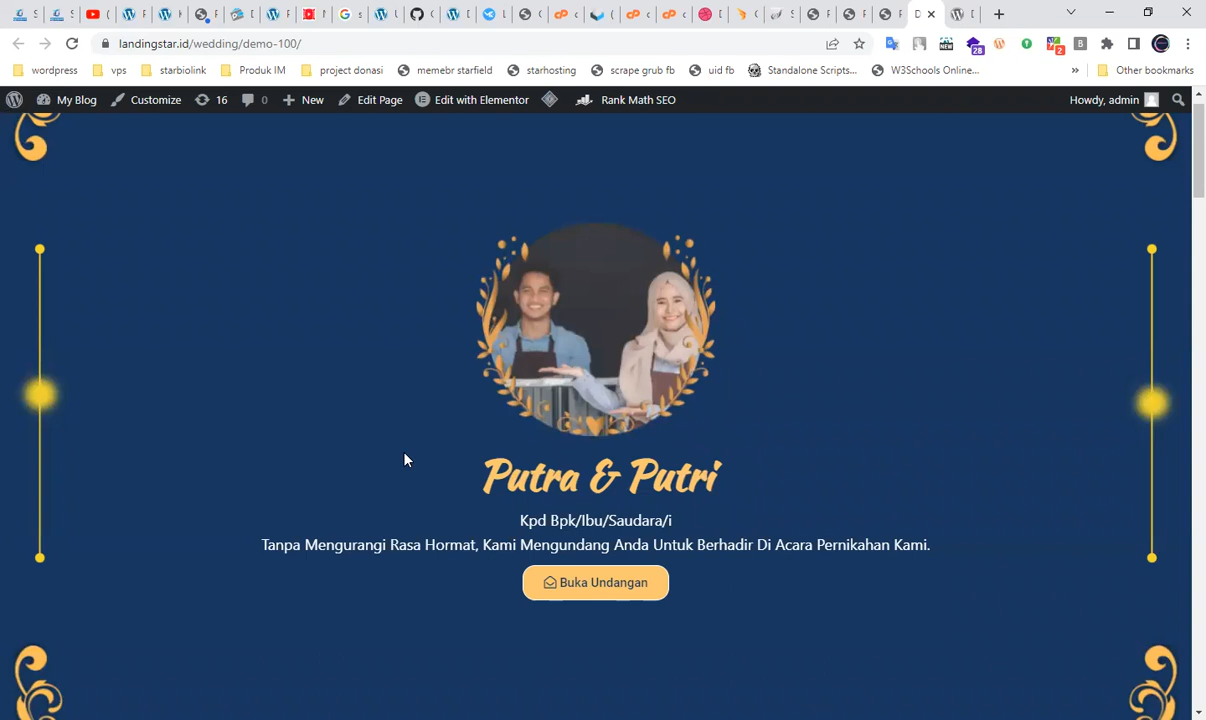 landingstar.id/wedding/demo-100/
wordpress vps starbiolink Produk IM project donasi memebr starfield starhosting scrape grub fb uid fb Standalone Scripts... W3Schools Online... » Other bookmarks
My Blog Customize 16 0 New Edit Page Edit with Elementor Rank Math SEO Howdy, admin
Putra & Putri
Kpd Bpk/Ibu/Saudara/i
Tanpa Mengurangi Rasa Hormat, Kami Mengundang Anda Untuk Berhadir Di Acara Pernikahan Kami.
Buka Undangan